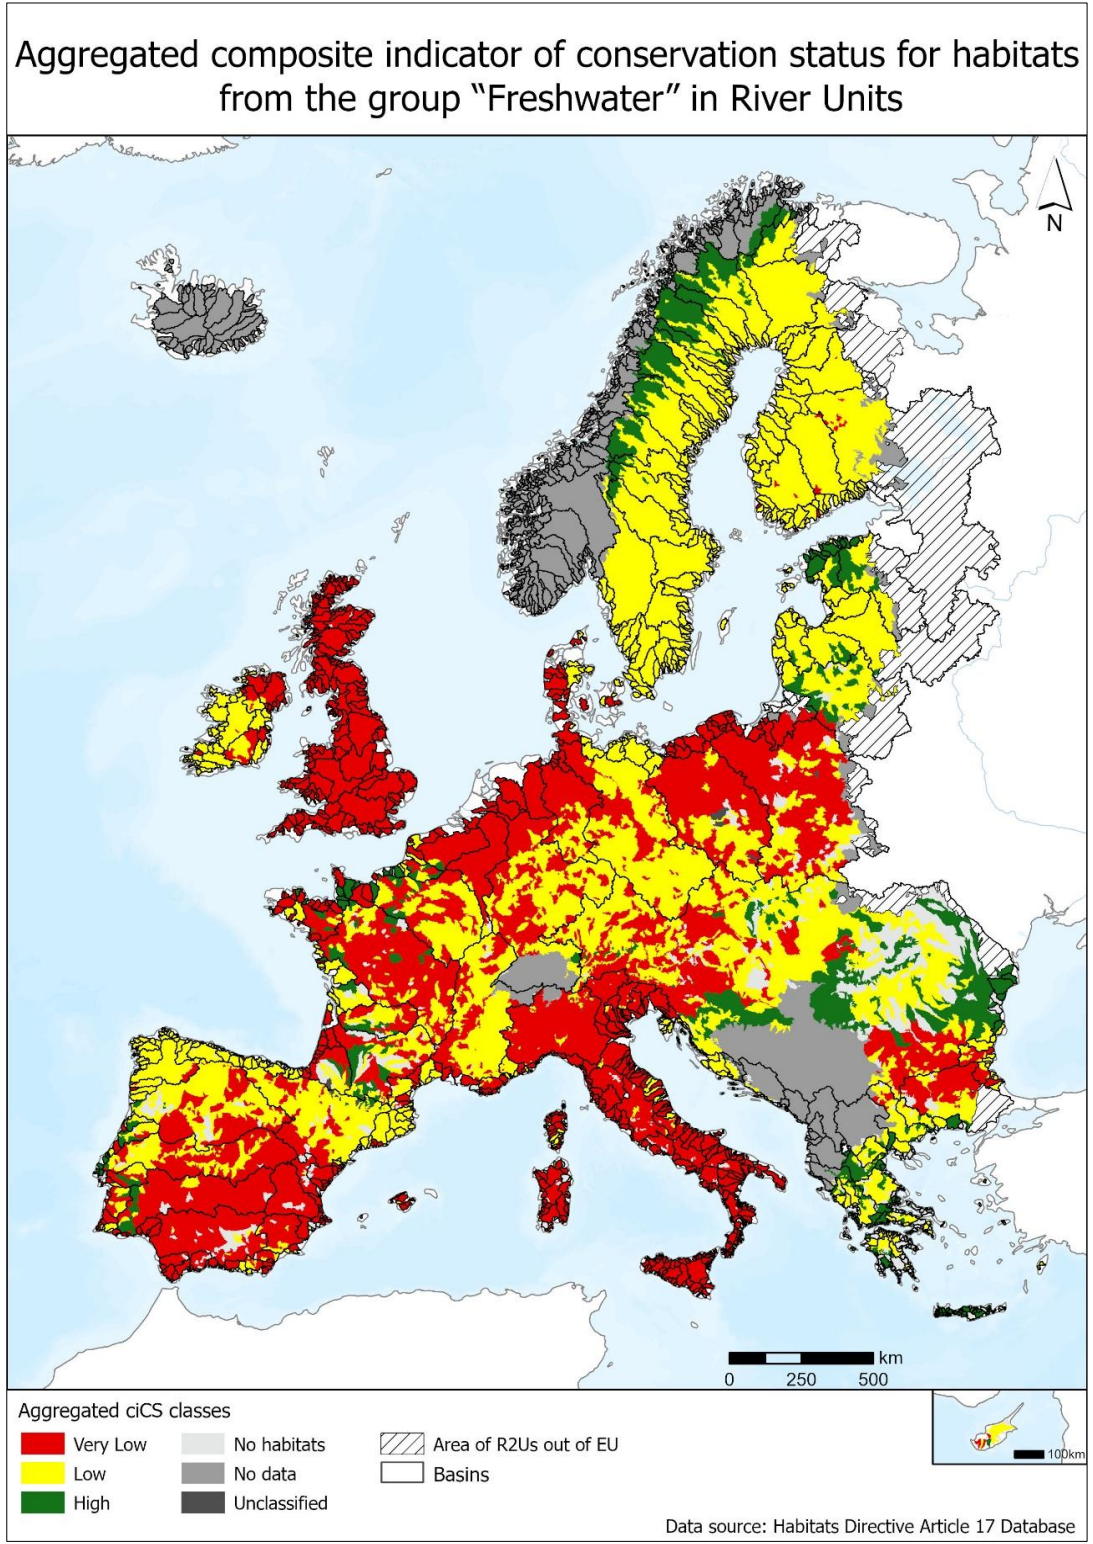 Aggregated composite indicator of conservation status for habitats
from the group “Freshwater” in River Units
N
km
0 250 500
Aggregated ciCS classes
Very Low
Low
High
No habitats
No data
Unclassified
Area of R2Us out of EU
Basins
100km
Data source: Habitats Directive Article 17 Database